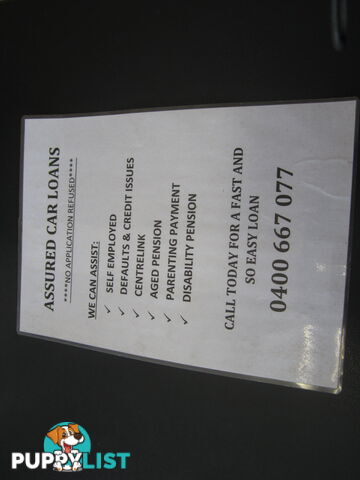 ASSURED CAR LOANS
****NO APPLICATION REFUSED****
WE CAN ASSIST:
✓ SELF EMPLOYED
✓ DEFAULTS & CREDIT ISSUES
✓ CENTRELINK
✓ AGED PENSION
✓ PARENTING PAYMENT
✓ DISABILITY PENSION
CALL TODAY FOR A FAST AND
SO EASY LOAN
0400 667 077
PUPPYLIST